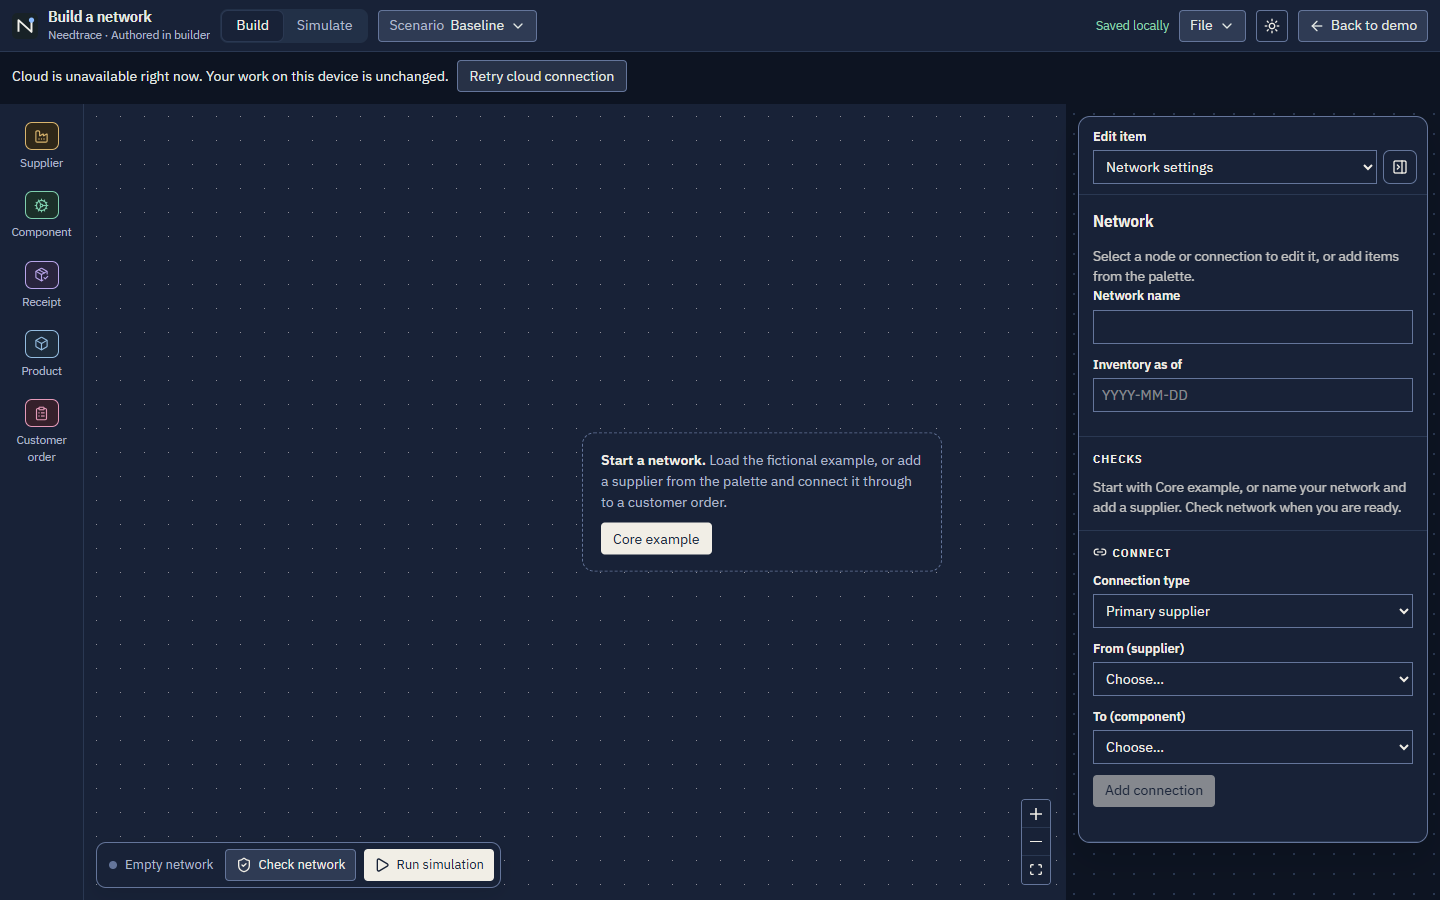 Build a network
Needtrace · Authored in builder
Build
Simulate
Scenario Baseline
Saved locally
File
Back to demo
Cloud is unavailable right now. Your work on this device is unchanged.
Retry cloud connection
Supplier
Component
Receipt
Product
Customer
order
Start a network. Load the fictional example, or add
a supplier from the palette and connect it through
to a customer order.
Core example
Empty network
Check network
Run simulation
Edit item
Network settings
Network
Select a node or connection to edit it, or add items
from the palette.
Network name
Inventory as of
YYYY-MM-DD
CHECKS
Start with Core example, or name your network and
add a supplier. Check network when you are ready.
CONNECT
Connection type
Primary supplier
From (supplier)
Choose...
To (component)
Choose...
Add connection